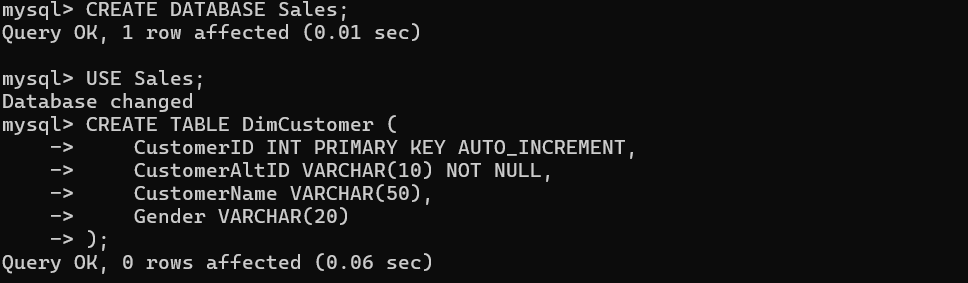 mysql> CREATE DATABASE Sales;
Query OK, 1 row affected (0.01 sec)

mysql> USE Sales;
Database changed
mysql> CREATE TABLE DimCustomer (
    ->     CustomerID INT PRIMARY KEY AUTO_INCREMENT,
    ->     CustomerAltID VARCHAR(10) NOT NULL,
    ->     CustomerName VARCHAR(50),
    ->     Gender VARCHAR(20)
    -> );
Query OK, 0 rows affected (0.06 sec)